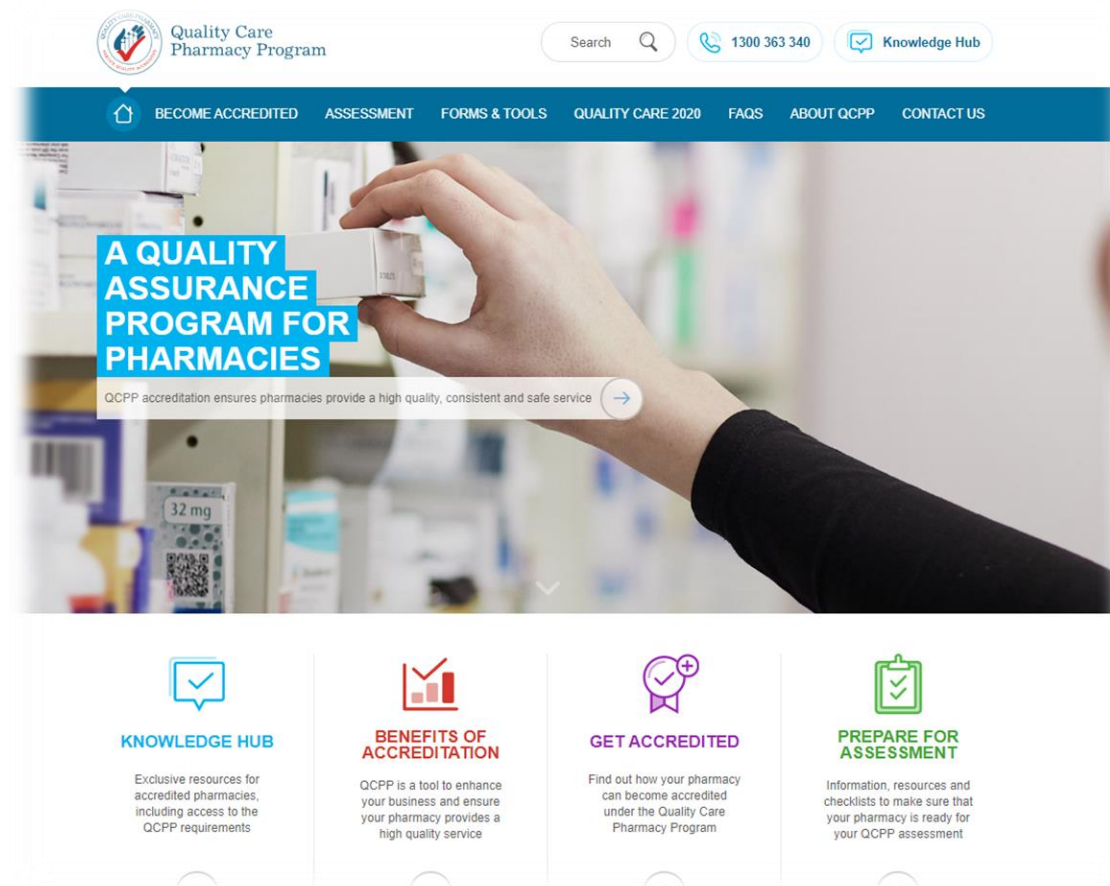 Quality Care
Pharmacy Program
Search
1300 363 340
Knowledge Hub
BECOME ACCREDITED
ASSESSMENT
FORMS & TOOLS
QUALITY CARE 2020
FAQS
ABOUT QCPP
CONTACT US
A QUALITY
ASSURANCE
PROGRAM FOR
PHARMACIES
QCPP accreditation ensures pharmacies provide a high quality, consistent and safe service
32 mg
KNOWLEDGE HUB
Exclusive resources for
accredited pharmacies,
including access to the
QCPP requirements
BENEFITS OF
ACCREDITATION
QCPP is a tool to enhance
your business and ensure
your pharmacy provides a
high quality service
GET ACCREDITED
Find out how your pharmacy
can become accredited
under the Quality Care
Pharmacy Program
PREPARE FOR
ASSESSMENT
Information, resources and
checklists to make sure that
your pharmacy is ready for
your QCPP assessment